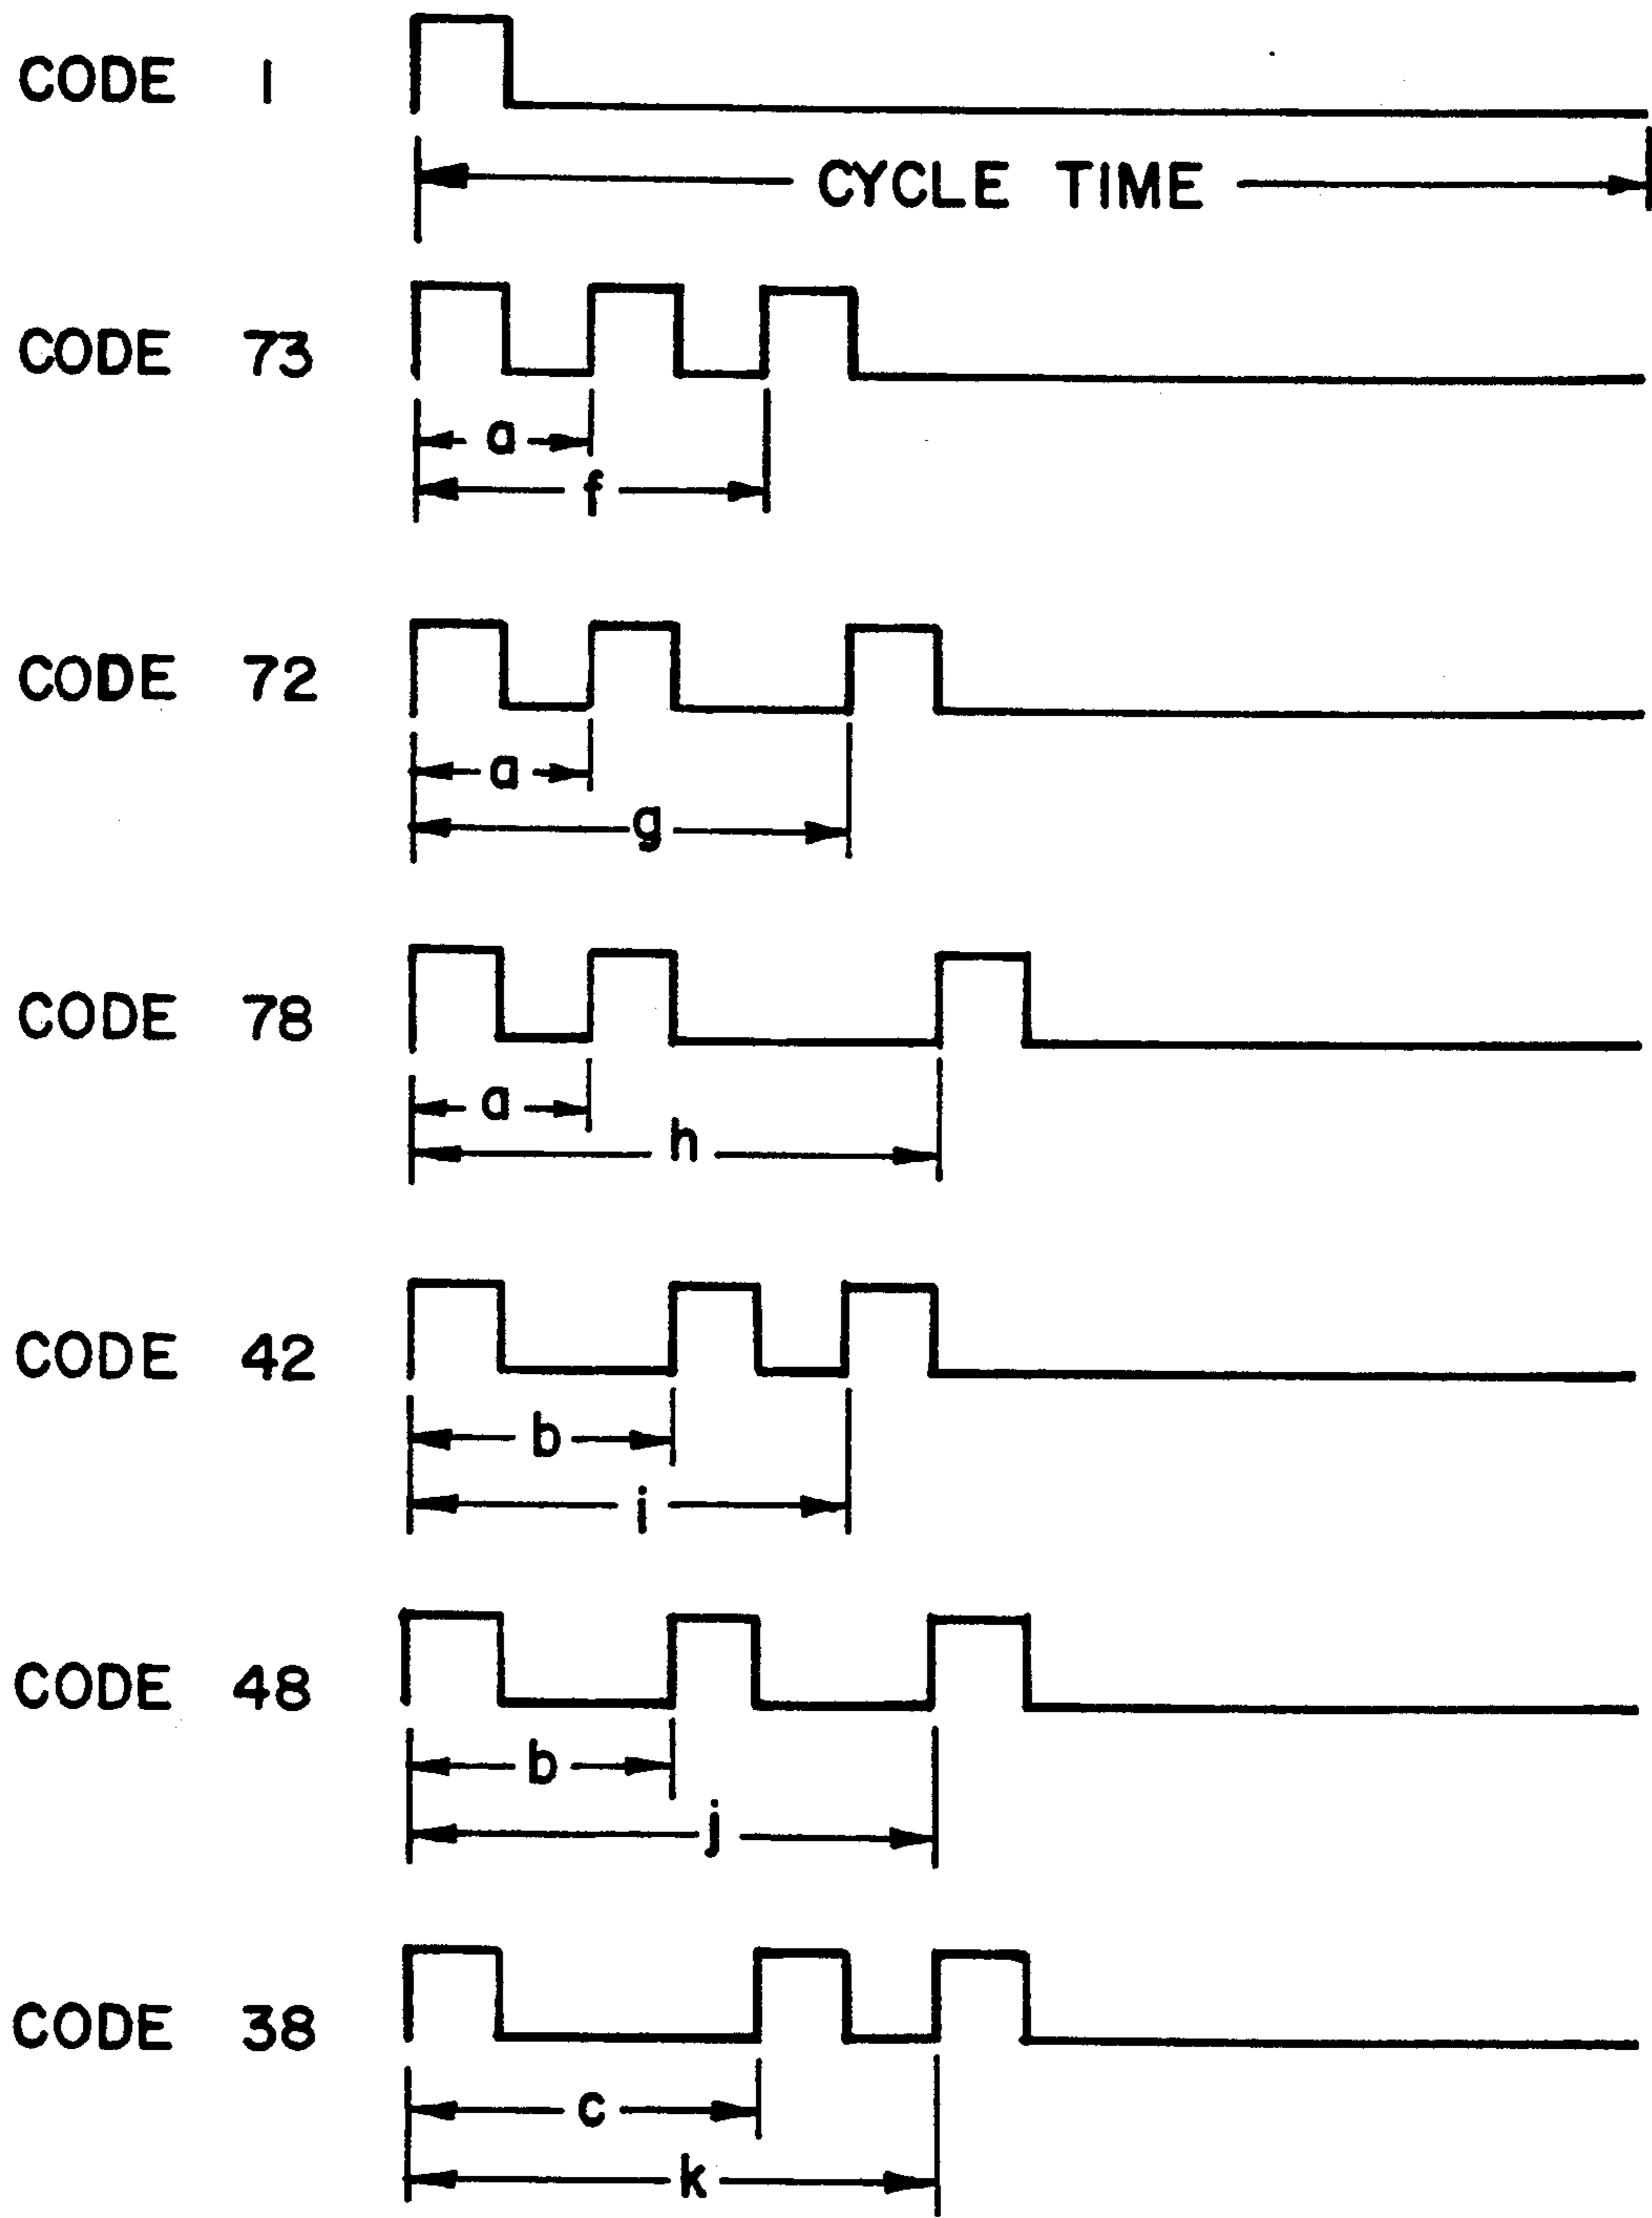 CODE 1
CYCLE TIME
CODE 73
a
f
CODE 72
a
g
CODE 78
a
h
CODE 42
b
i
CODE 48
b
j
CODE 38
c
k